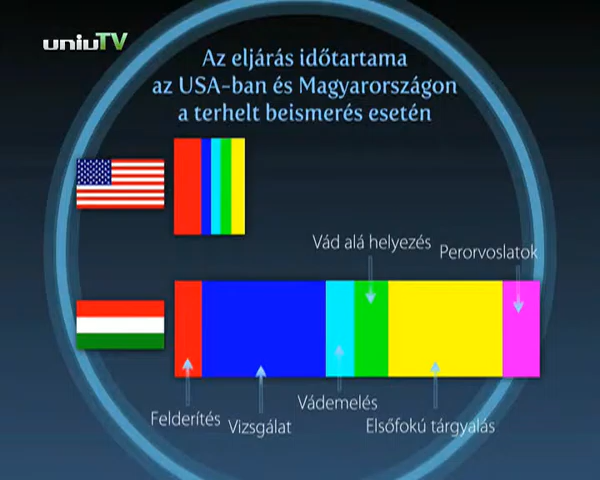 uniuTV
Az eljárás időtartama
az USA-ban és Magyarországon
a terhelt beismerés esetén
Vád alá helyezés
Perorvoslatok
Felderítés
Vizsgálat
Vádemelés
Elsőfokú tárgyalás